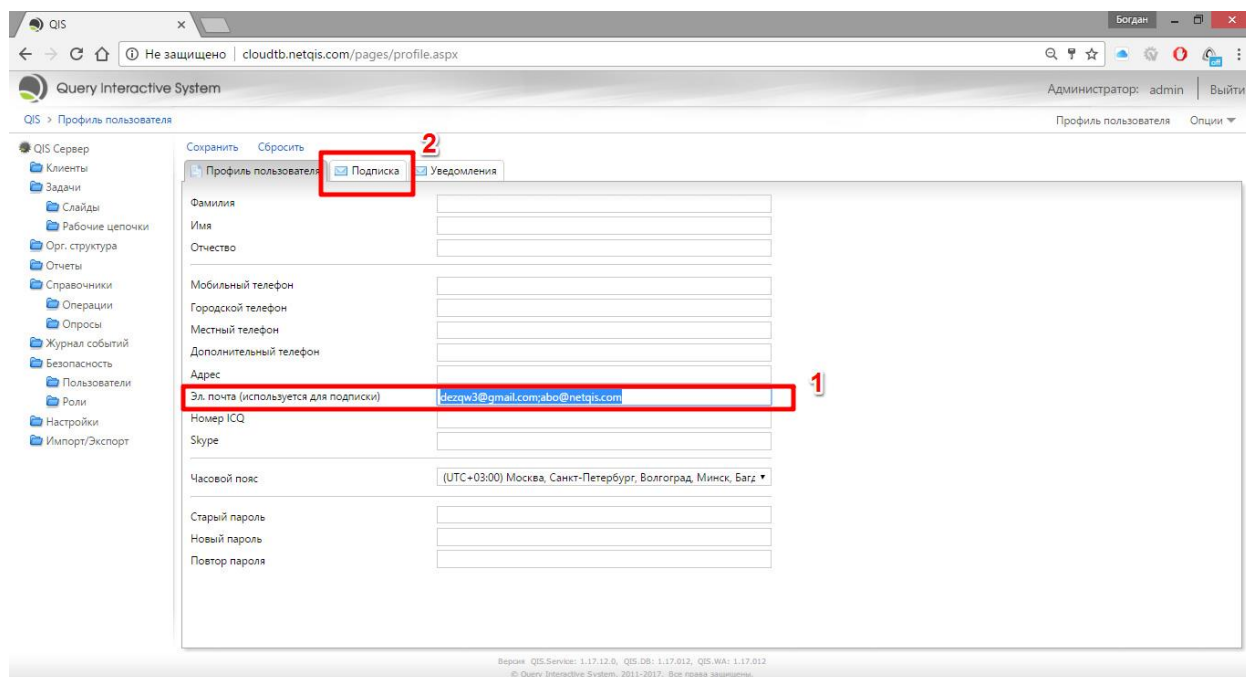 QIS
Богдан
Не защищено | cloudtb.netqis.com/pages/profile.aspx
off
Query Interactive System
Администратор: admin | Выйти
QIS > Профиль пользователя
Профиль пользователя Опции
QIS Сервер
Клиенты
Задачи
Слайды
Рабочие цепочки
Орг. структура
Отчеты
Справочники
Операции
Опросы
Журнал событий
Безопасность
Пользователи
Роли
Настройки
Импорт/Экспорт
Сохранить Сбросить
2
Профиль пользователя Подписка Уведомления
Фамилия
Имя
Отчество
Мобильный телефон
Городской телефон
Местный телефон
Дополнительный телефон
Адрес
1
Эл. почта (используется для подписки) dezqw3@gmail.com;abo@netqis.com
Номер ICQ
Skype
Часовой пояс (UTC+03:00) Москва, Санкт-Петербург, Волгоград, Минск, Багд
Старый пароль
Новый пароль
Повтор пароля
Версия QIS.Service: 1.17.12.0, QIS.DB: 1.17.012, QIS.WA: 1.17.012
© Query Interactive System, 2011-2017. Все права защищены.